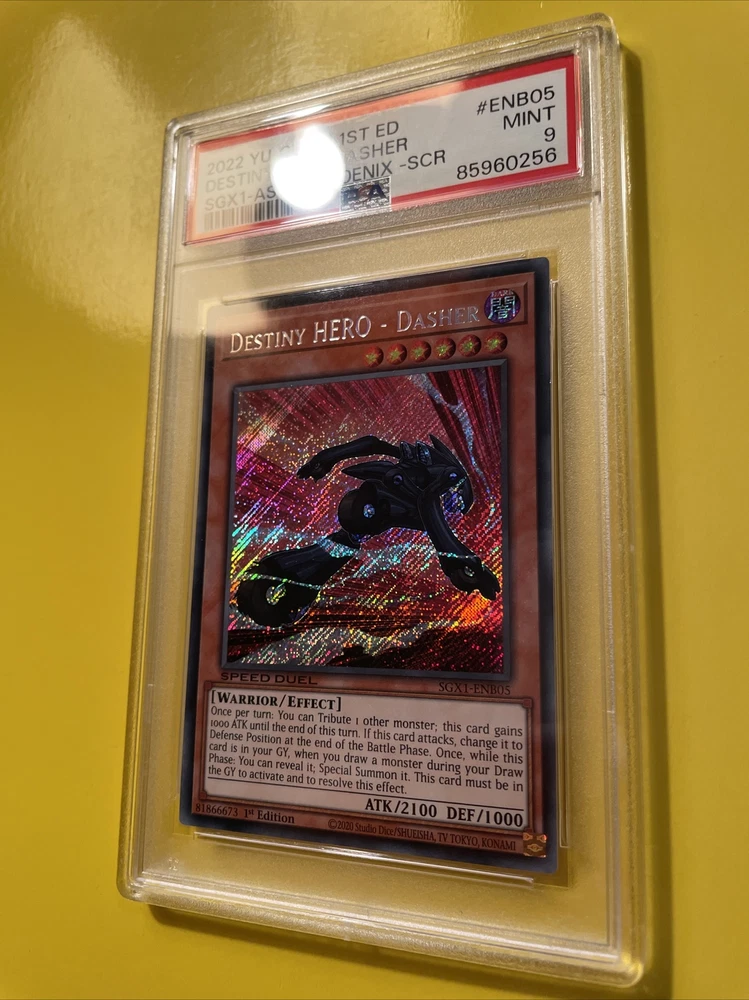 2022 YU 1ST ED
#ENB05
DESTIN ASHER
MINT
SGX1-AS OENIX -SCR
9
85960256
DESTINY HERO - DASHER
DARK
闇
SPEED DUEL
SGX1-ENB05
[WARRIOR/EFFECT]
Once per turn: You can Tribute 1 other monster; this card gains
1000 ATK until the end of this turn. If this card attacks, change it to
Defense Position at the end of the Battle Phase. Once, while this
card is in your GY, when you draw a monster during your Draw
Phase: You can reveal it; Special Summon it. This card must be in
the GY to activate and to resolve this effect.
ATK/2100 DEF/1000
81866673 1st Edition
©2020 Studio Dice/SHUEISHA, TV TOKYO, KONAMI